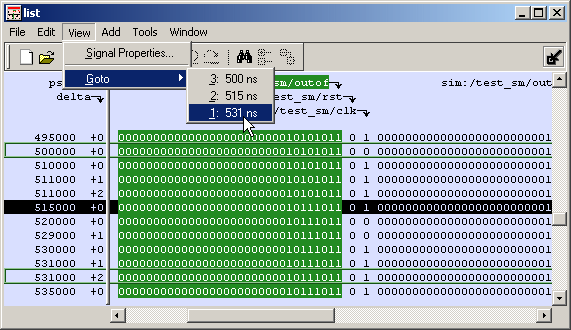 list
File Edit View Add Tools Window
Signal Properties...
Goto
3: 500 ns
2: 515 ns
1: 531 ns
ps sm/outof sim:/test_sm/out
delta test_sm/rst
/test_sm/clk
495000 +0 00000000000000000000000010101011 0 1 0000000000000000000000001
500000 +0 00000000000000000000000010101011 0 0 0000000000000000000000001
510000 +0 00000000000000000000000010101011 0 1 0000000000000000000000001
511000 +1 00000000000000000000000010101011 0 1 0000000000000000000000001
511000 +2 00000000000000000000000010111011 0 1 0000000000000000000000001
515000 +0 00000000000000000000000010111011 0 1 0000000000000000000000001
520000 +0 00000000000000000000000010111011 0 0 0000000000000000000000001
529000 +1 00000000000000000000000010111011 0 0 0000000000000000000000001
530000 +0 00000000000000000000000010111011 0 1 0000000000000000000000001
531000 +1 00000000000000000000000010111011 0 1 0000000000000000000000001
531000 +2 00000000000000000000000010111011 0 1 0000000000000000000000001
535000 +0 00000000000000000000000010111011 0 1 0000000000000000000000001